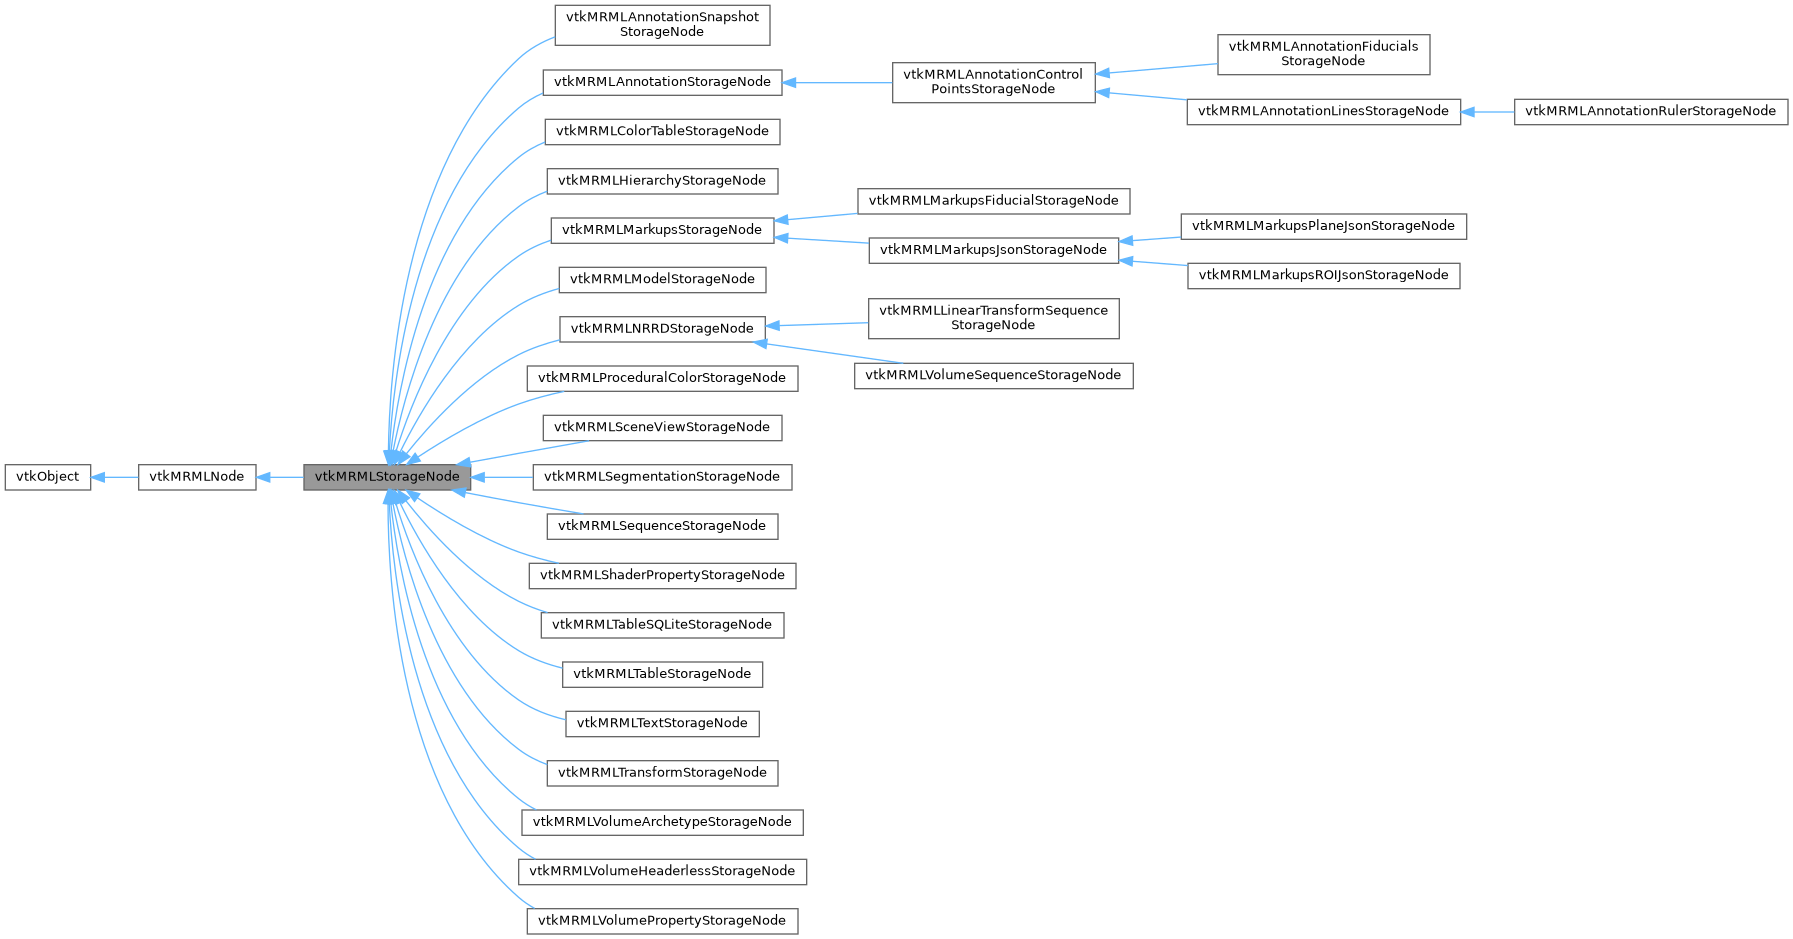 vtkObject
vtkMRMLNode
vtkMRMLStorageNode
vtkMRMLAnnotationSnapshot
StorageNode
vtkMRMLAnnotationStorageNode
vtkMRMLAnnotationControl
PointsStorageNode
vtkMRMLAnnotationFiducials
StorageNode
vtkMRMLAnnotationLinesStorageNode
vtkMRMLAnnotationRulerStorageNode
vtkMRMLColorTableStorageNode
vtkMRMLHierarchyStorageNode
vtkMRMLMarkupsStorageNode
vtkMRMLMarkupsFiducialStorageNode
vtkMRMLMarkupsJsonStorageNode
vtkMRMLMarkupsPlaneJsonStorageNode
vtkMRMLMarkupsROIJsonStorageNode
vtkMRMLModelStorageNode
vtkMRMLNRRDStorageNode
vtkMRMLLinearTransformSequence
StorageNode
vtkMRMLVolumeSequenceStorageNode
vtkMRMLProceduralColorStorageNode
vtkMRMLSceneViewStorageNode
vtkMRMLSegmentationStorageNode
vtkMRMLSequenceStorageNode
vtkMRMLShaderPropertyStorageNode
vtkMRMLTableSQLiteStorageNode
vtkMRMLTableStorageNode
vtkMRMLTextStorageNode
vtkMRMLTransformStorageNode
vtkMRMLVolumeArchetypeStorageNode
vtkMRMLVolumeHeaderlessStorageNode
vtkMRMLVolumePropertyStorageNode